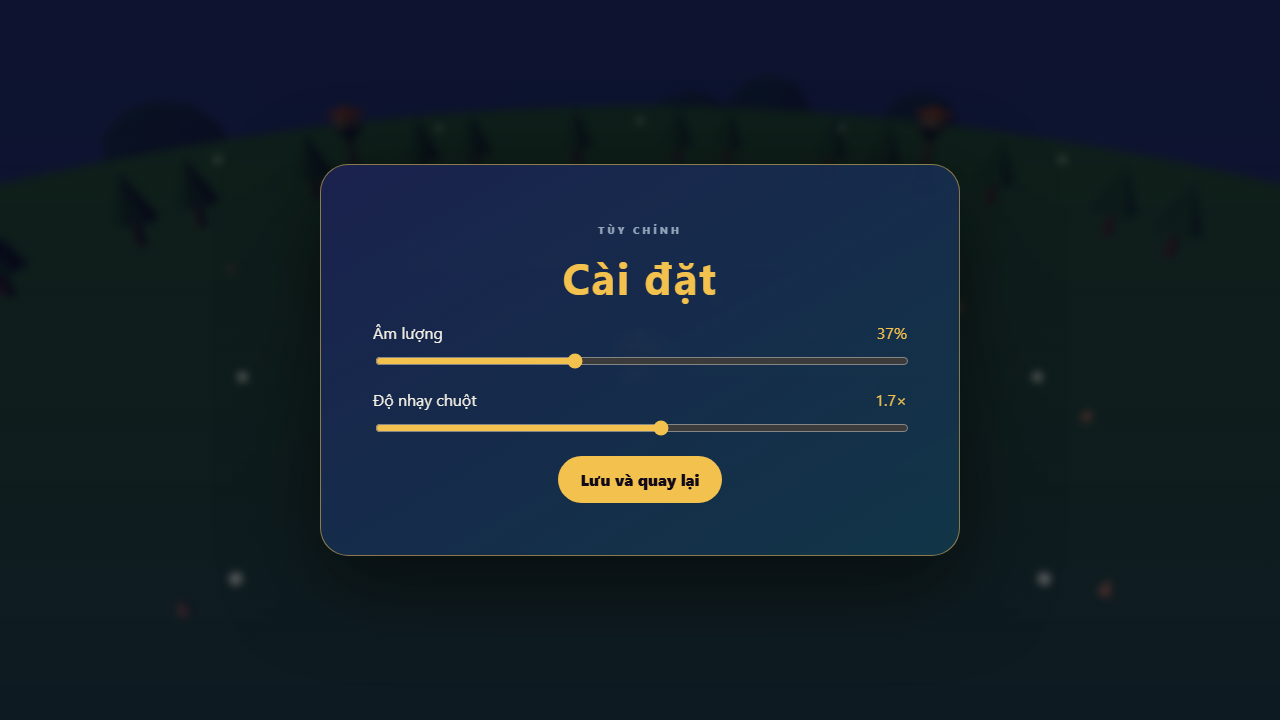 TÙY CHỈNH
Cài đặt
Âm lượng 37%
Độ nhạy chuột 1.7×
Lưu và quay lại